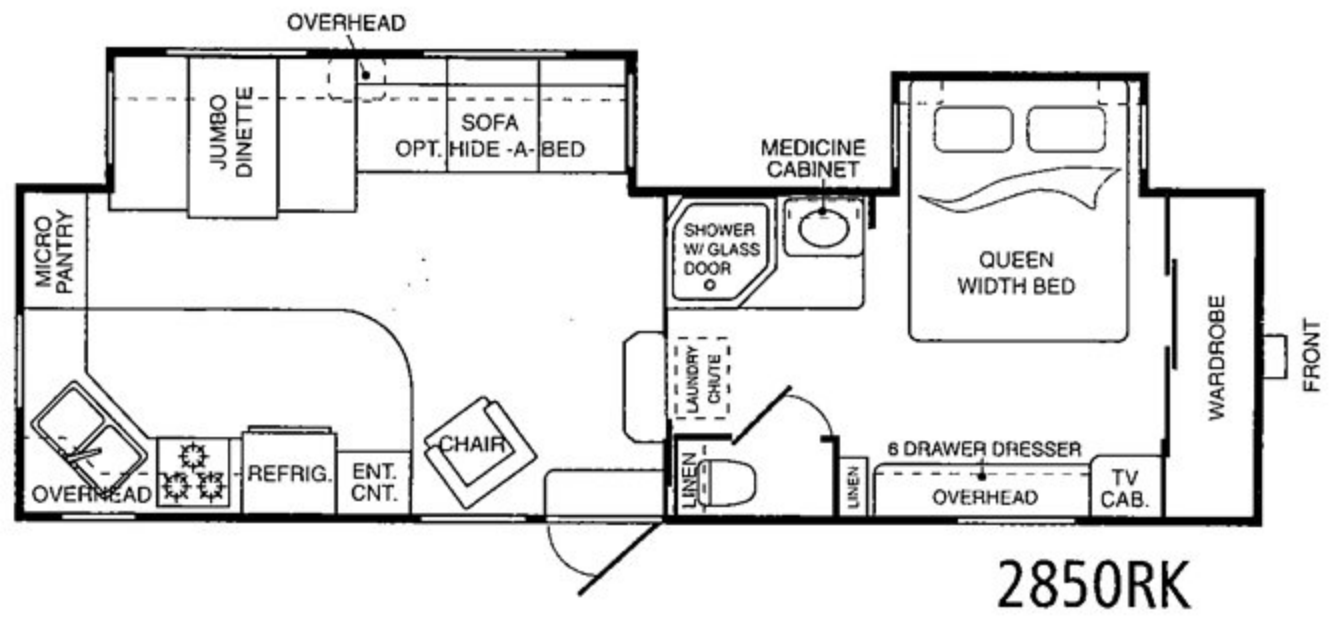 OVERHEAD
JUMBO
DINETTE
SOFA
OPT. HIDE -A- BED
MEDICINE
CABINET
MICRO
PANTRY
SHOWER
W/ GLASS
DOOR
QUEEN
WIDTH BED
WARDROBE
FRONT
LAUNDRY
CHUTE
CHAIR
REFRIG.
ENT.
CNT.
OVERHEAD
LINEN
LINEN
6 DRAWER DRESSER
OVERHEAD
TV
CAB.
2850RK